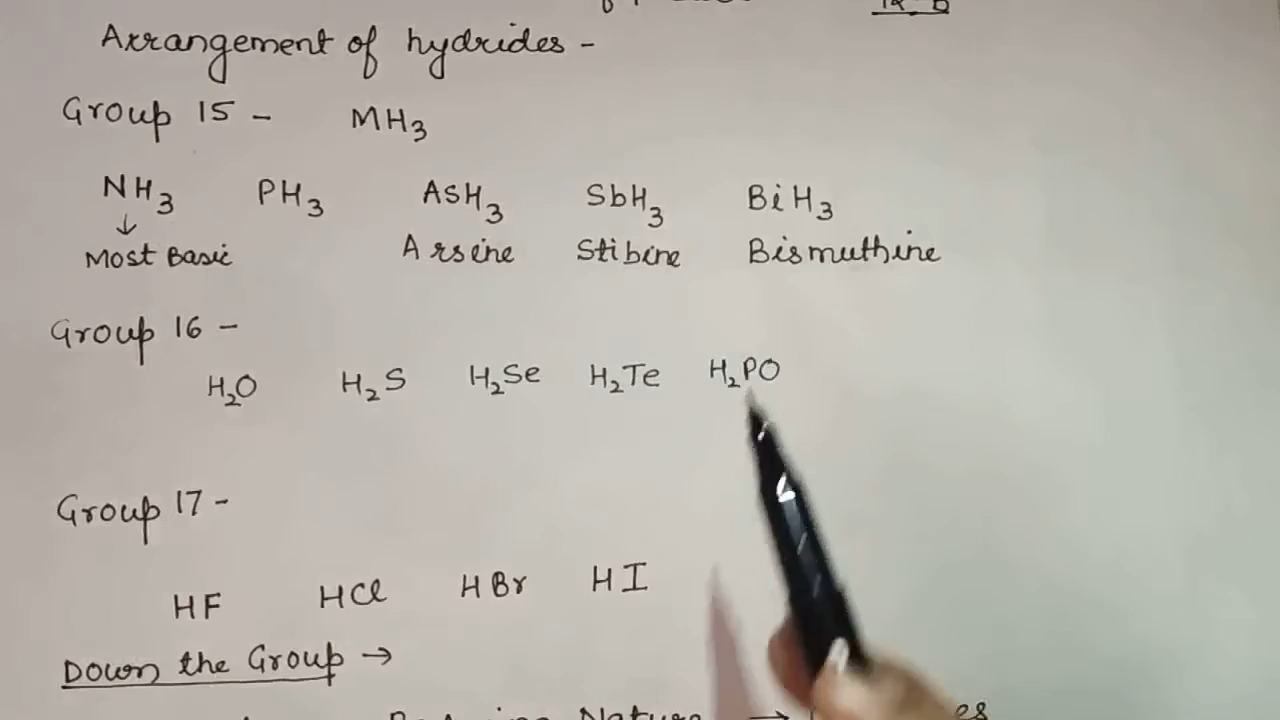 Arrangement of hydrides -
Group 15 - MH₃
NH₃ PH₃ AsH₃ SbH₃ BiH₃
↓
Most Basic Arsine Stibine Bismuthine
Group 16 -
H₂O H₂S H₂Se H₂Te H₂PO
Group 17 -
HF HCl HBr HI
Down the Group →
Nature →